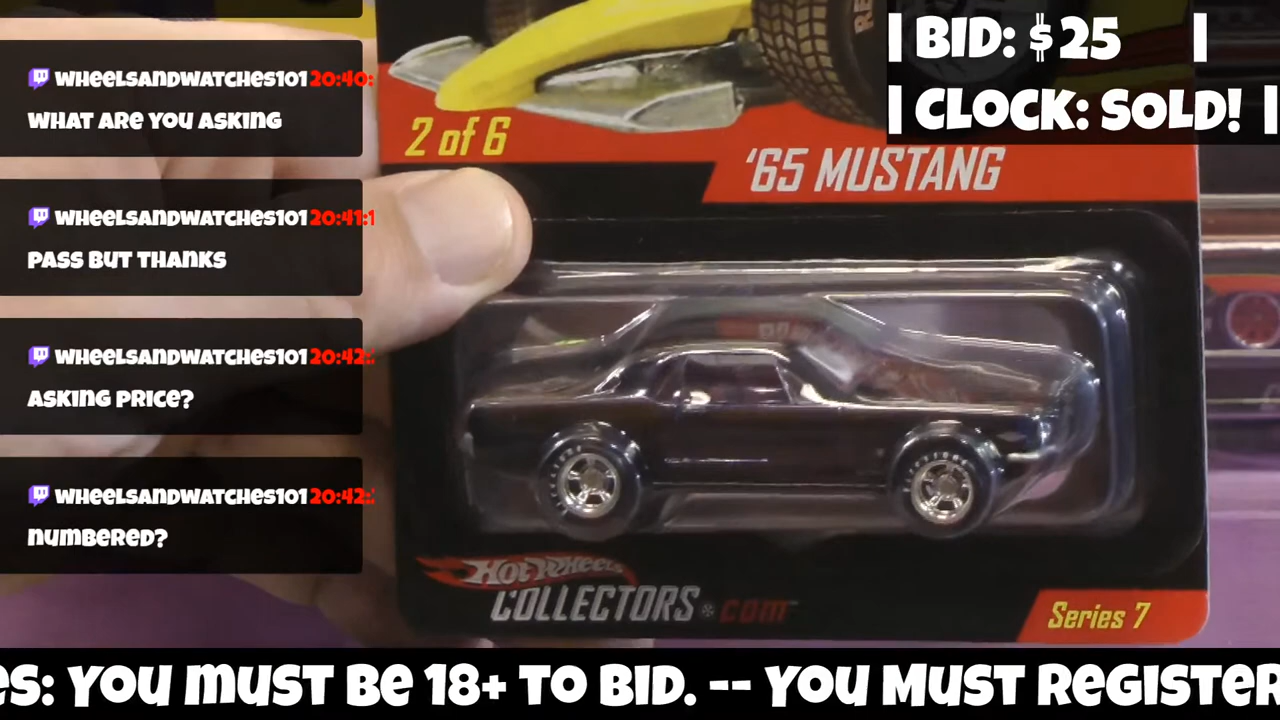 WHEELSANDWATCHES101 20:40:
WHAT ARE YOU ASKING
WHEELSANDWATCHES101 20:41:1
PASS BUT THANKS
WHEELSANDWATCHES101 20:42:
ASKING PRICE?
WHEELSANDWATCHES101 20:42:
NUMBERED?
| BID: $25 |
| CLOCK: SOLD! |
2 of 6
'65 MUSTANG
Hot Wheels
COLLECTORS.com™
Series 7
es: YOU MUST BE 18+ TO BID. -- YOU MUST REGISTER